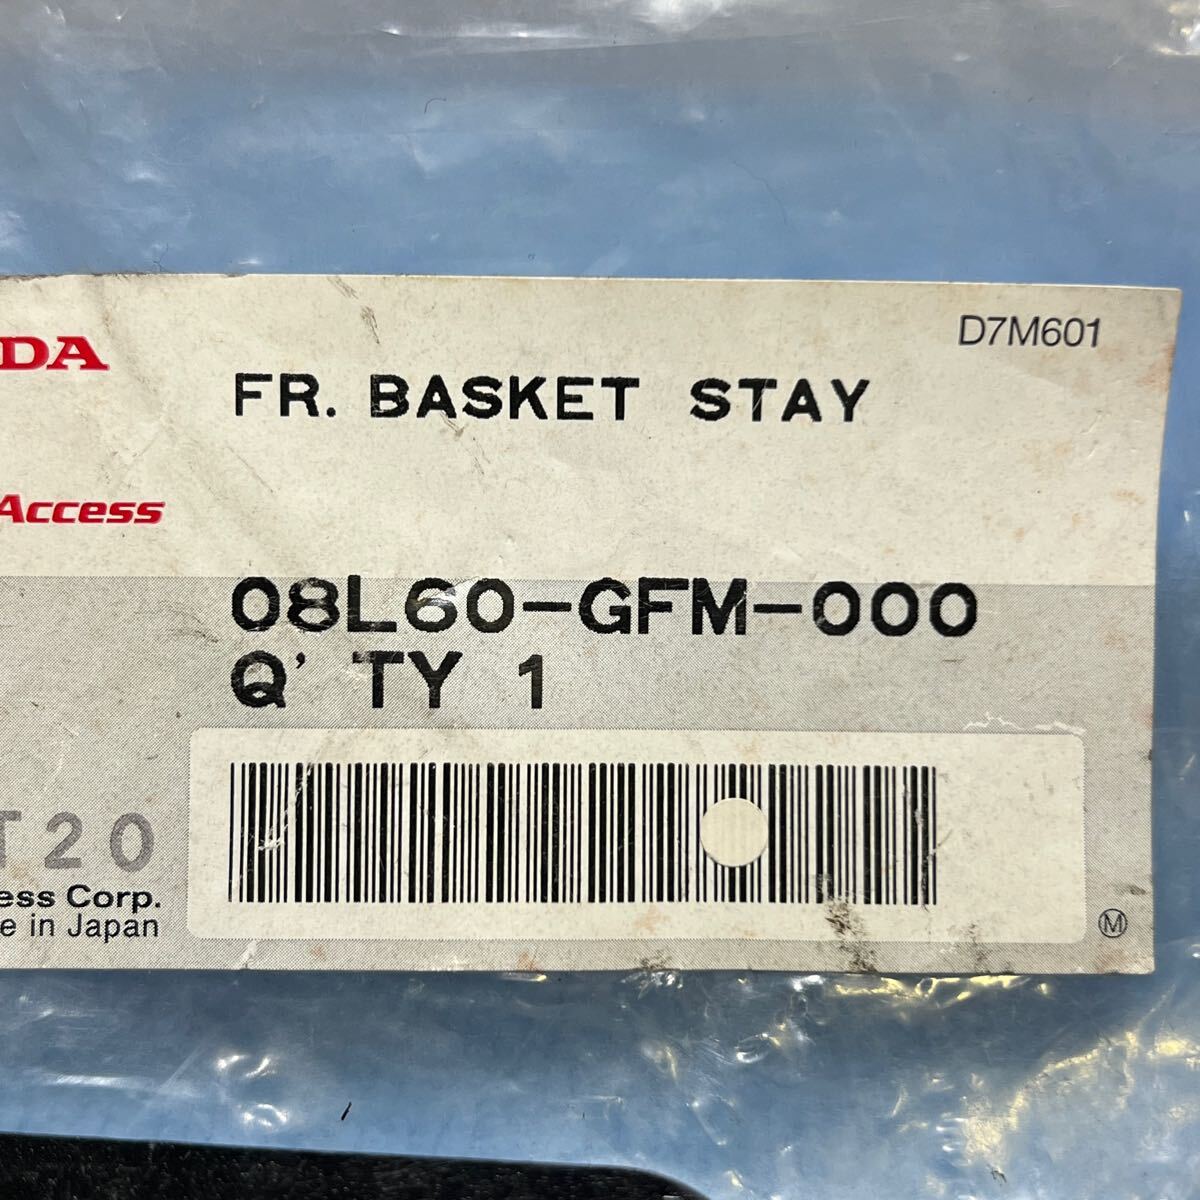 D7M601
DA
FR. BASKET STAY
Access
08L60-GFM-000
Q'TY 1
T20
ess Corp.
e in Japan
M